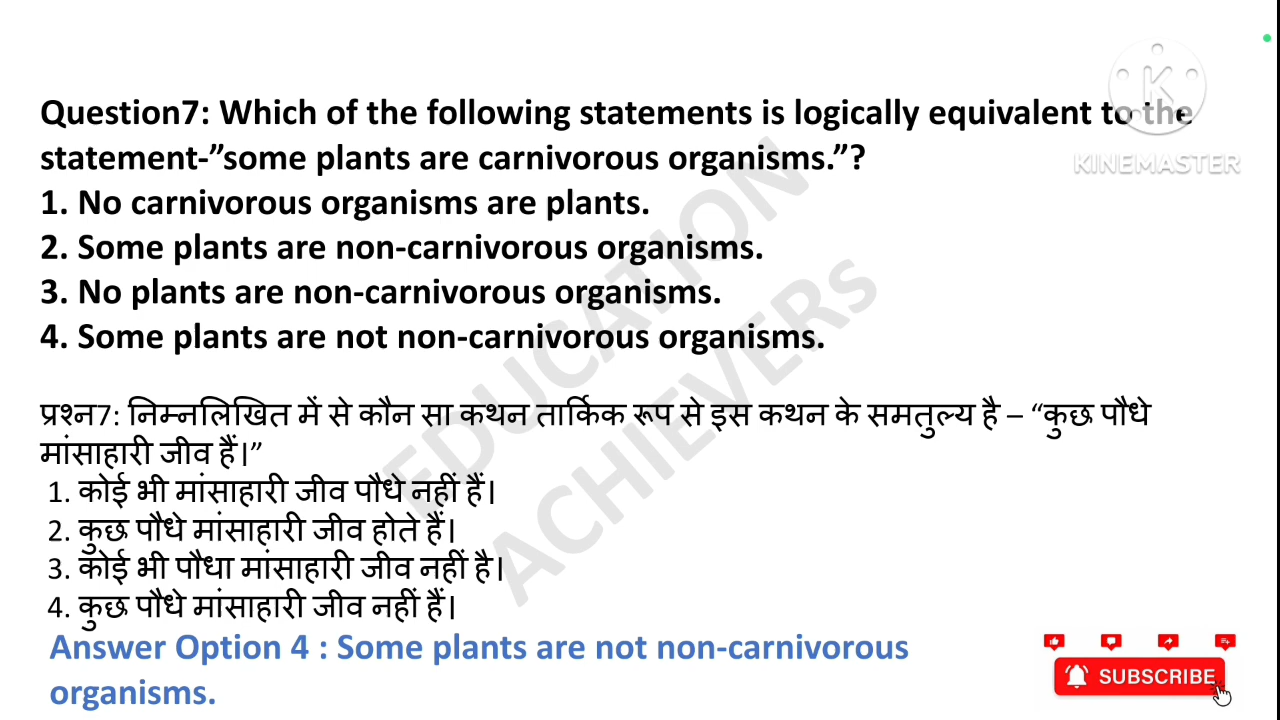 KINEMASTER
Question7: Which of the following statements is logically equivalent to the
statement-”some plants are carnivorous organisms.”?
1. No carnivorous organisms are plants.
2. Some plants are non-carnivorous organisms.
3. No plants are non-carnivorous organisms.
4. Some plants are not non-carnivorous organisms.
EDUCATION
ACHIEVERs
प्रश्न7: निम्नलिखित में से कौन सा कथन तार्किक रूप से इस कथन के समतुल्य है – “कुछ पौधे
मांसाहारी जीव हैं।”
1. कोई भी मांसाहारी जीव पौधे नहीं हैं।
2. कुछ पौधे मांसाहारी जीव होते हैं।
3. कोई भी पौधा मांसाहारी जीव नहीं है।
4. कुछ पौधे मांसाहारी जीव नहीं हैं।
Answer Option 4 : Some plants are not non-carnivorous
organisms.
SUBSCRIBE